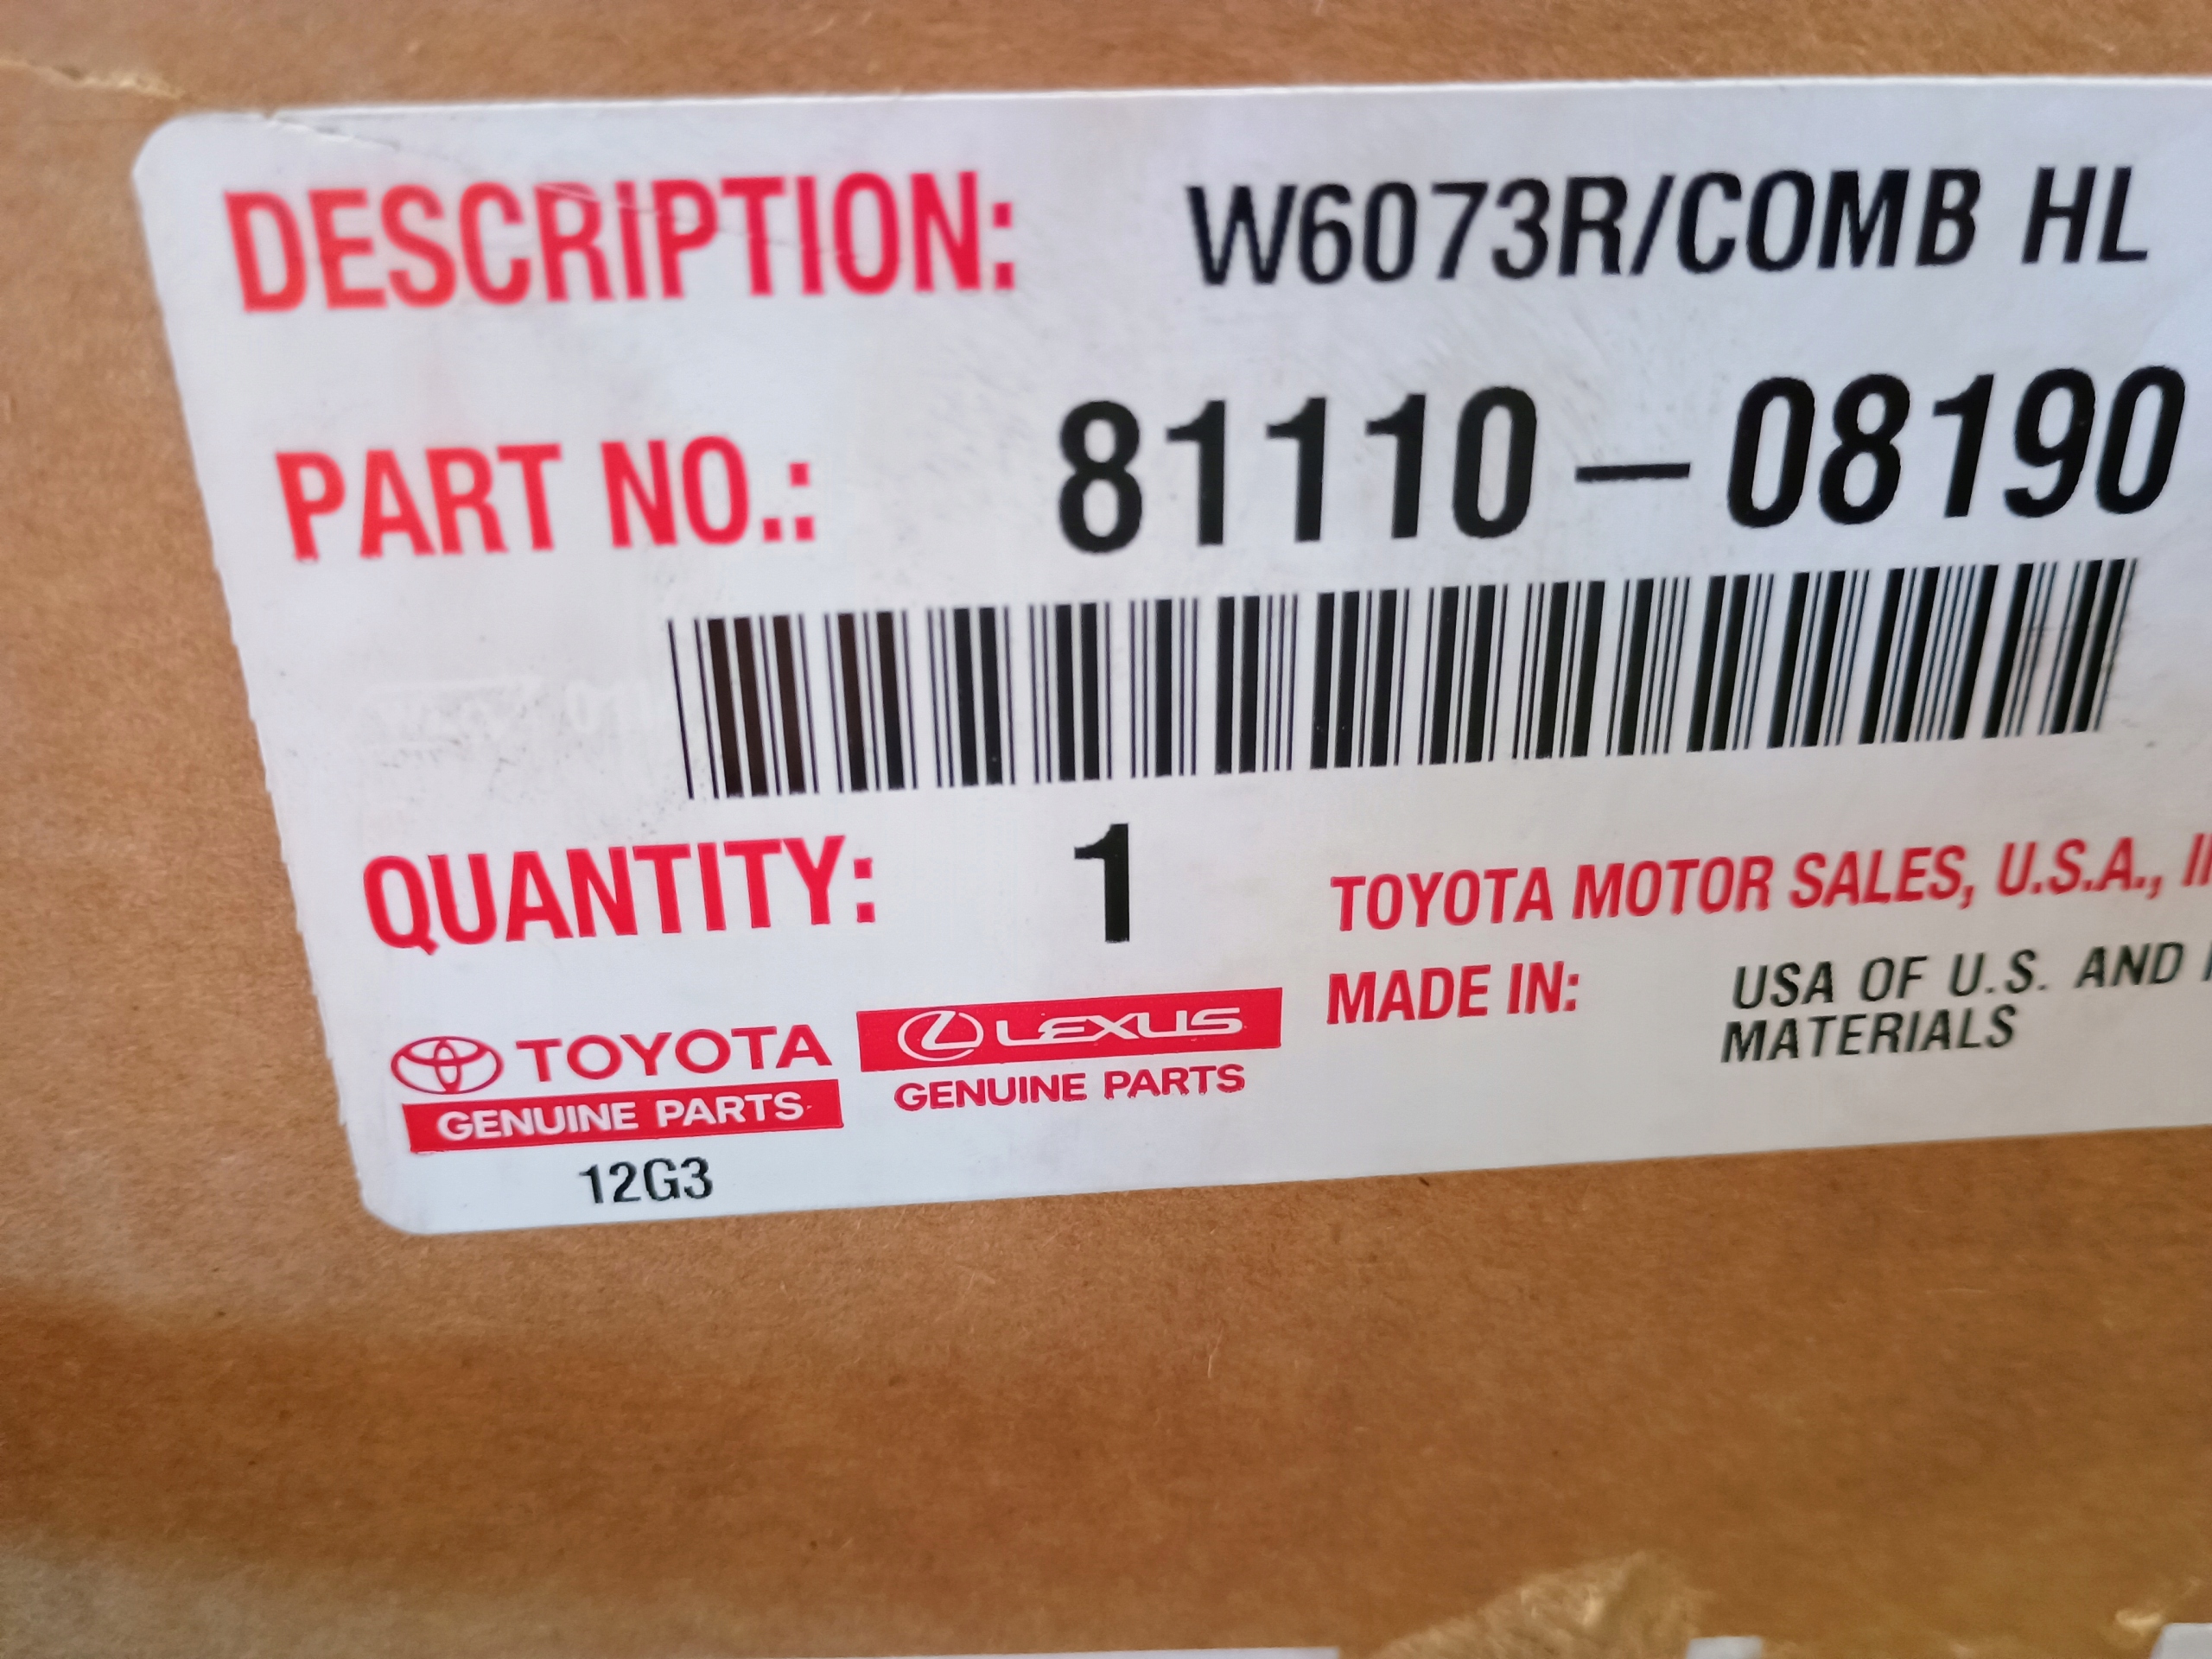 DESCRIPTION: W6073R/COMB HL
PART NO.: 81110-08190
QUANTITY: 1
TOYOTA MOTOR SALES, U.S.A.,
MADE IN: USA OF U.S. AND
MATERIALS
TOYOTA
GENUINE PARTS
LEXUS
GENUINE PARTS
12G3